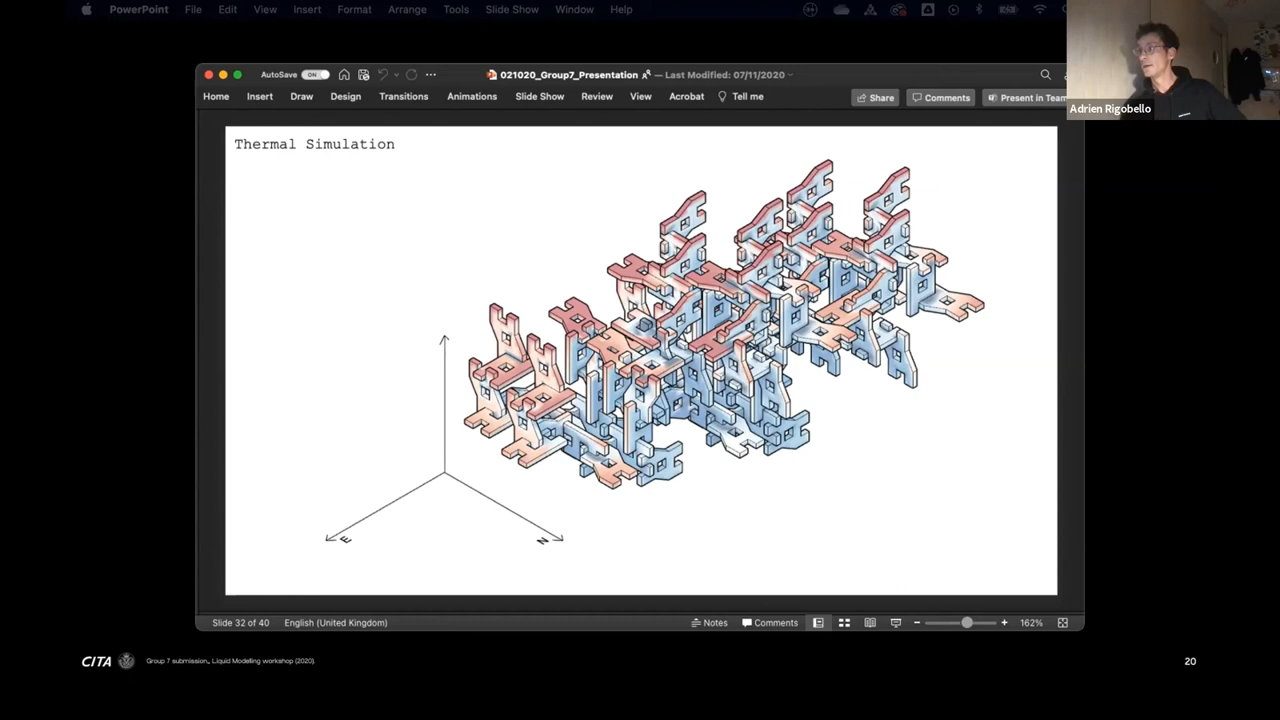 PowerPoint File Edit View Insert Format Arrange Tools Slide Show Window Help
AutoSave ON 021020_Group7_Presentation — Last Modified: 07/11/2020
Home Insert Draw Design Transitions Animations Slide Show Review View Acrobat Tell me Share Comments Present in Team
Adrien Rigobello
Thermal Simulation
E
N
Slide 32 of 40 English (United Kingdom) Notes Comments 162%
CITA Group 7 submission,, Liquid Modelling workshop (2020). 20